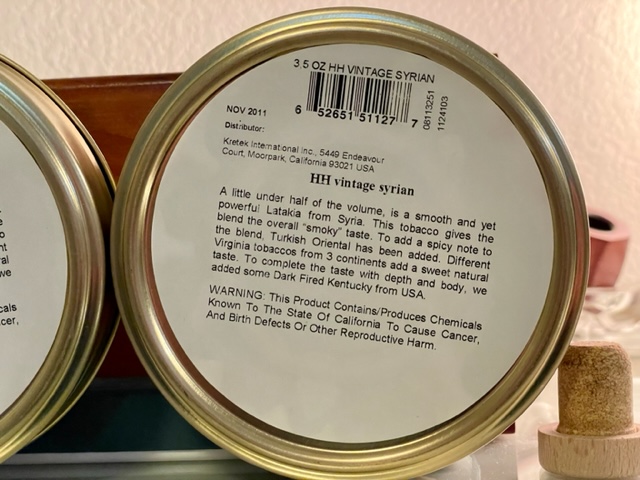 3.5 OZ HH VINTAGE SYRIAN
6 52651 51127 7
08113251
1124103
NOV 2011
Distributor:
Kretek International Inc., 5449 Endeavour
Court, Moorpark, California 93021 USA
HH vintage syrian
A little under half of the volume, is a smooth and yet
powerful Latakia from Syria. This tobacco gives the
blend the overall "smoky" taste. To add a spicy note to
the blend, Turkish Oriental has been added. Different
Virginia tobaccos from 3 continents add a sweet natural
taste. To complete the taste with depth and body, we
added some Dark Fired Kentucky from USA.
WARNING: This Product Contains/Produces Chemicals
Known To The State Of California To Cause Cancer,
And Birth Defects Or Other Reproductive Harm.